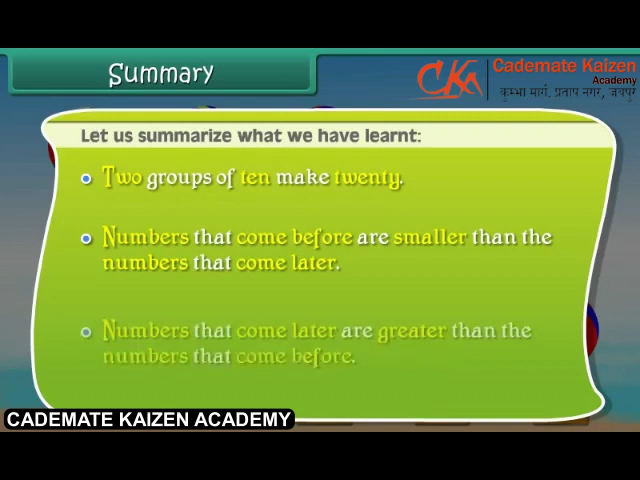 Summary
CKA
Cademate Kaizen
Academy
कुम्भा मार्ग, प्रताप नगर, जयपुर
Let us summarize what we have learnt:
Two groups of ten make twenty.
Numbers that come before are smaller than the
numbers that come later.
Numbers that come later are greater than the
numbers that come before.
CADEMATE KAIZEN ACADEMY